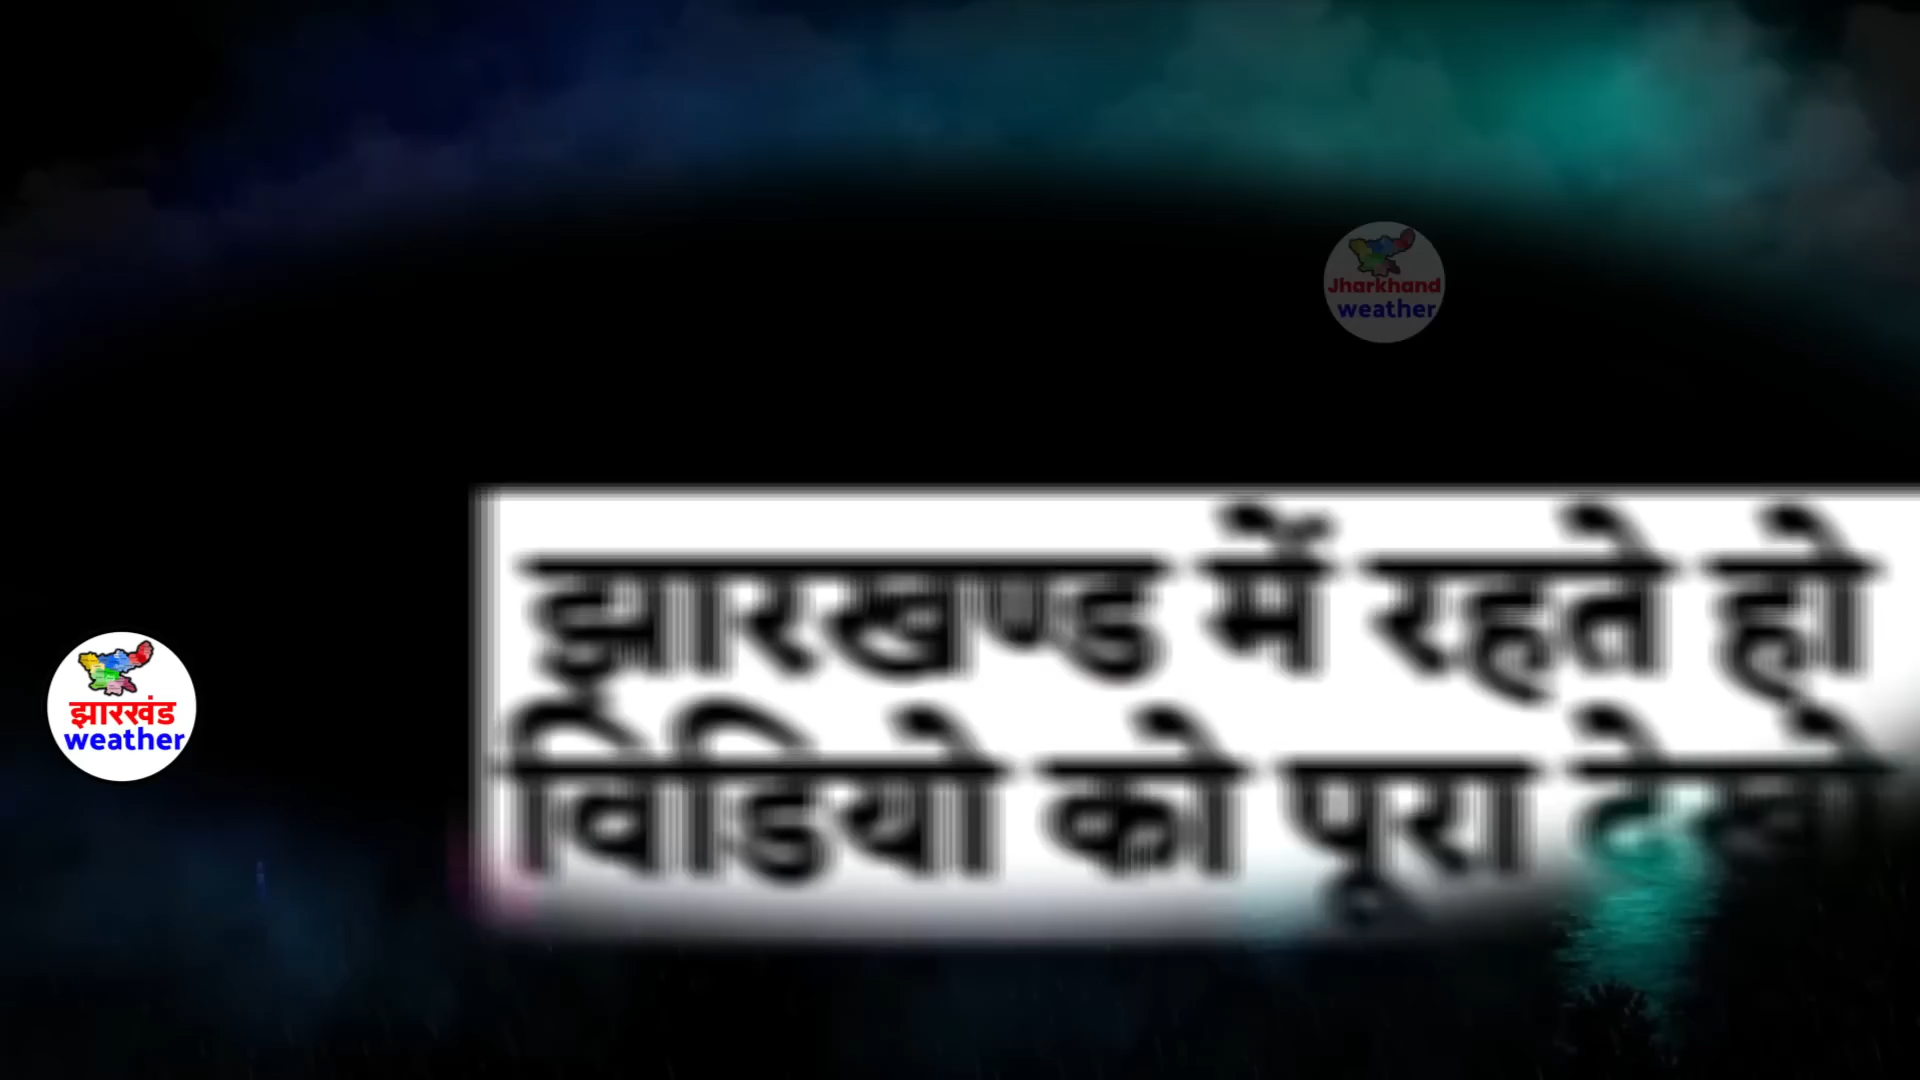 Jharkhand
weather
झारखण्ड में रहते हो
विडियो को पूरा देखो
झारखंड
weather